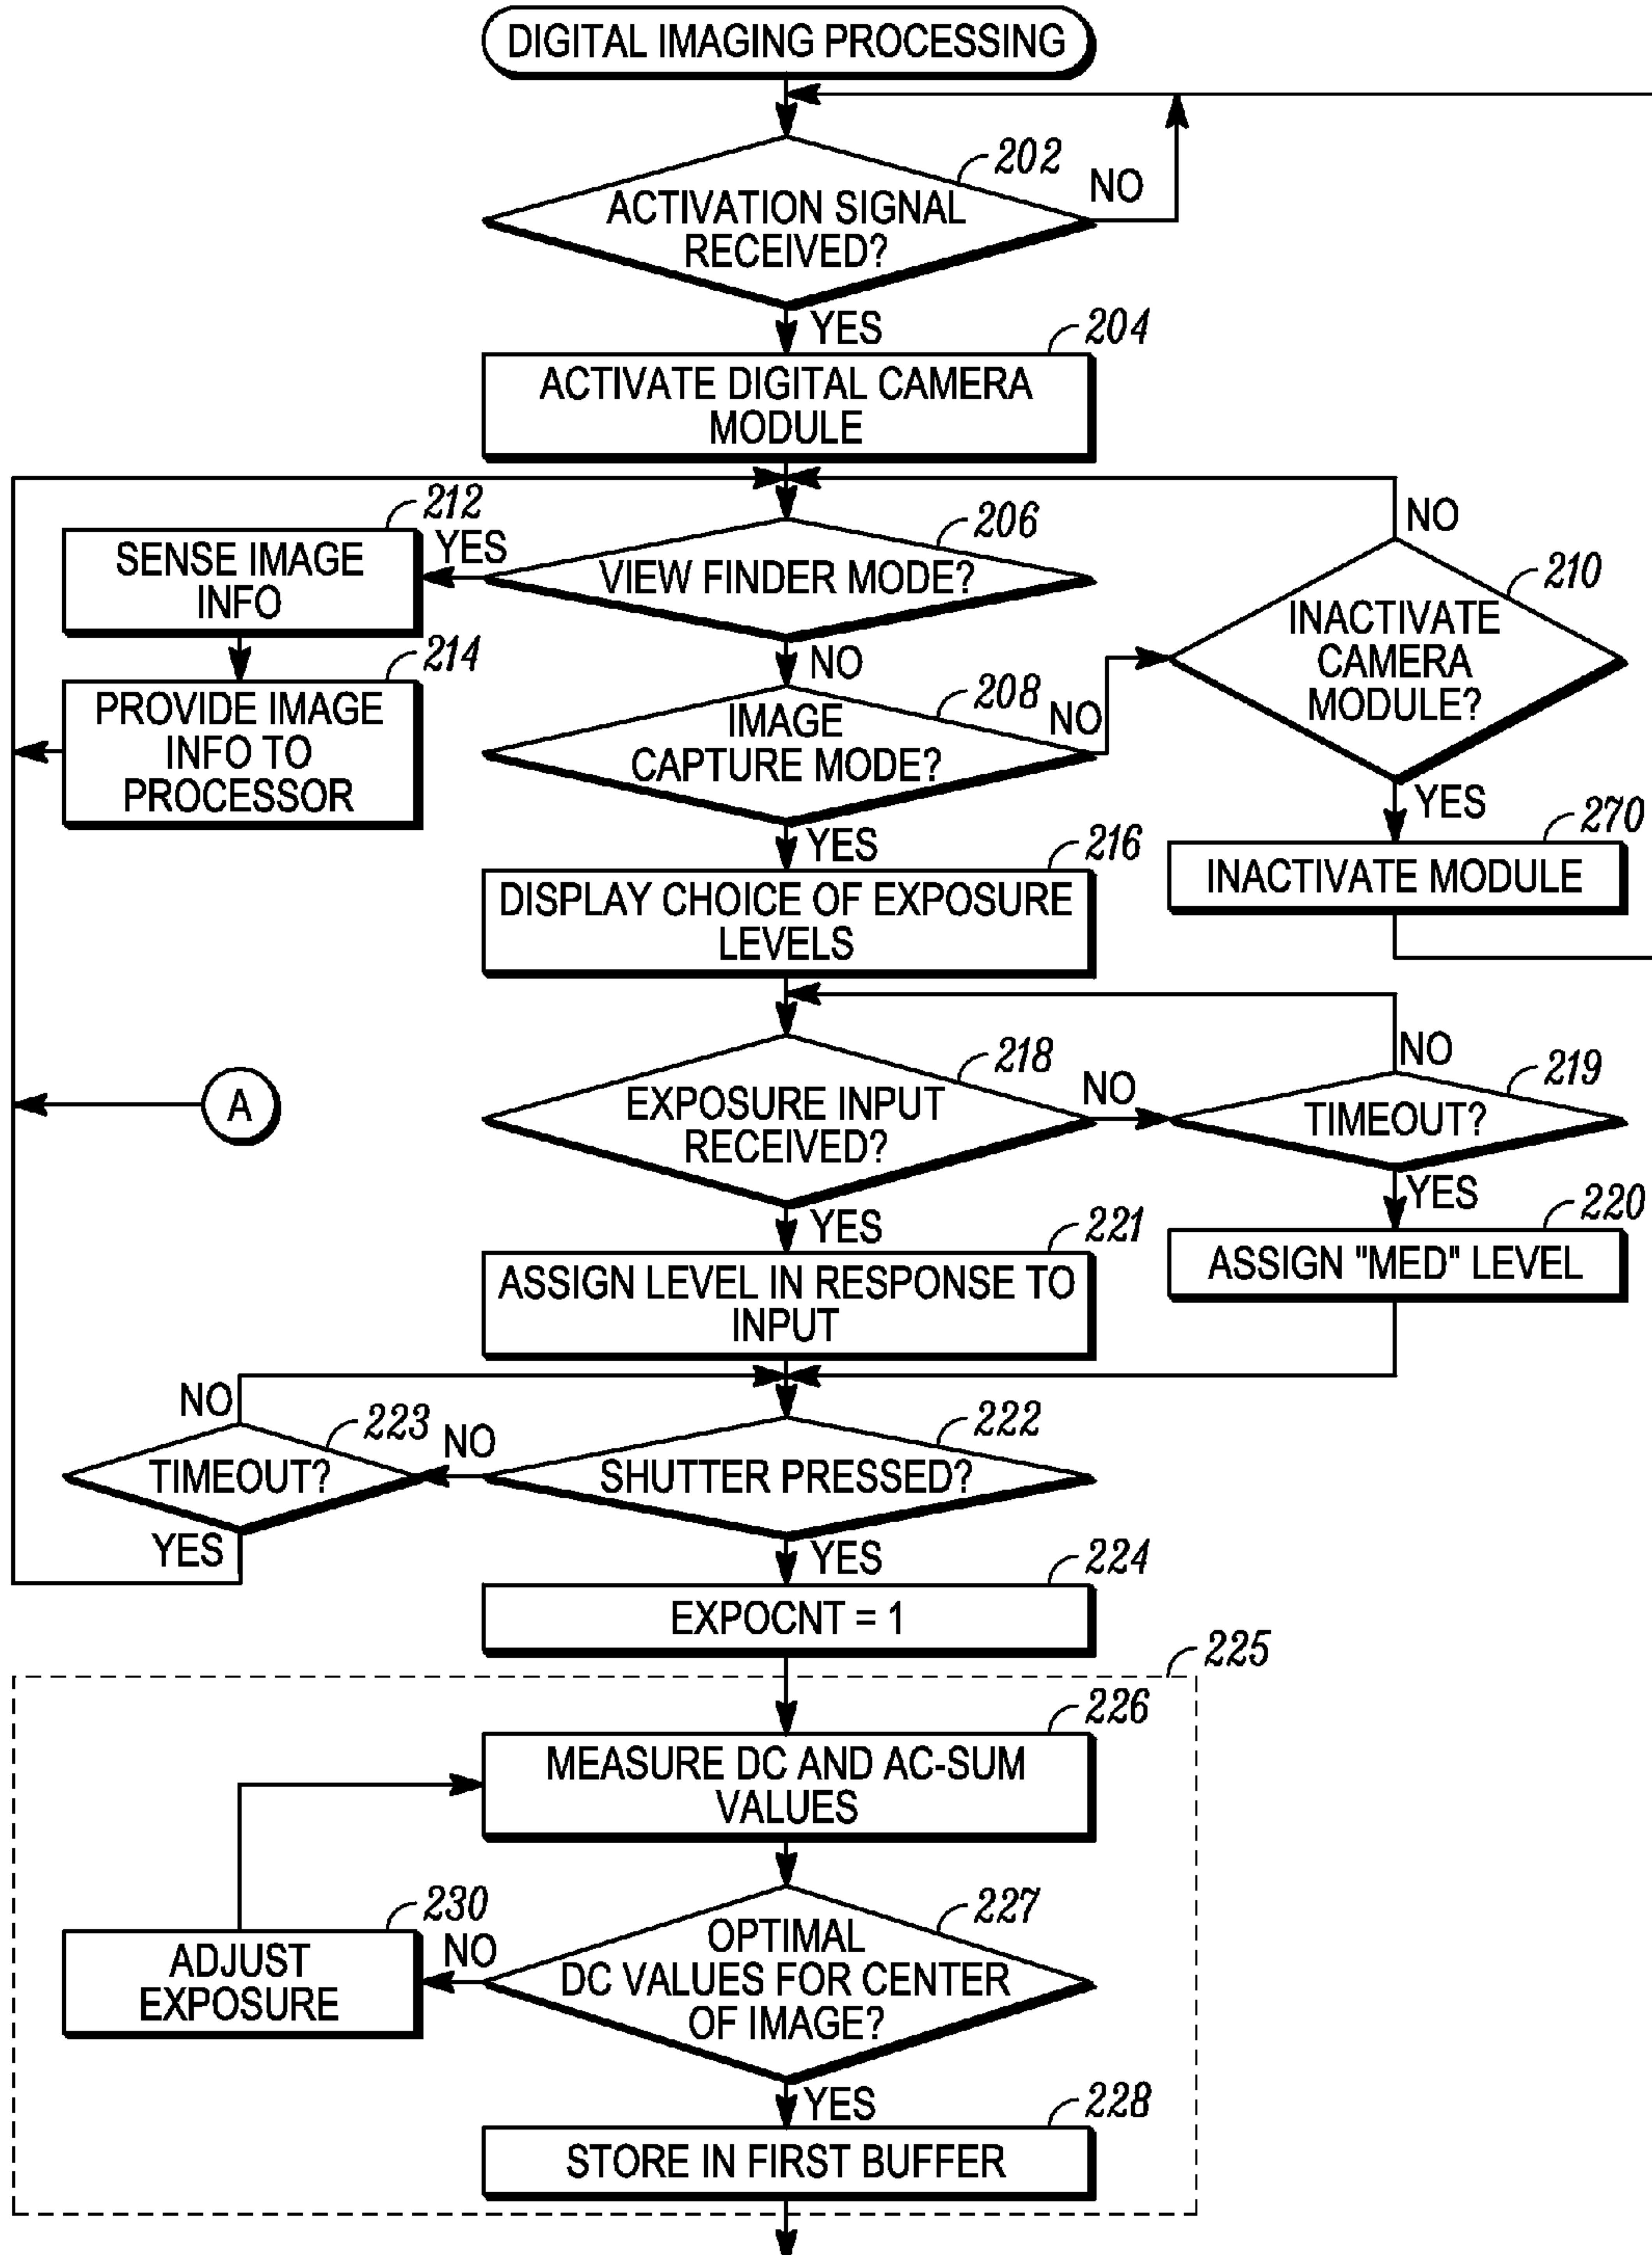 DIGITAL IMAGING PROCESSING
202
NO
ACTIVATION SIGNAL
RECEIVED?
YES
204
ACTIVATE DIGITAL CAMERA
MODULE
212
YES
SENSE IMAGE
INFO
206
VIEW FINDER MODE?
NO
NO
210
INACTIVATE
CAMERA
MODULE?
214
PROVIDE IMAGE
INFO TO
PROCESSOR
208
NO
IMAGE
CAPTURE MODE?
YES
YES
270
INACTIVATE MODULE
216
DISPLAY CHOICE OF EXPOSURE
LEVELS
A
218
NO
EXPOSURE INPUT
RECEIVED?
NO
219
TIMEOUT?
YES
YES
220
ASSIGN "MED" LEVEL
221
ASSIGN LEVEL IN RESPONSE TO
INPUT
NO
223
NO
TIMEOUT?
YES
222
SHUTTER PRESSED?
YES
224
EXPOCNT = 1
225
226
MEASURE DC AND AC-SUM
VALUES
230
NO
ADJUST
EXPOSURE
227
OPTIMAL
DC VALUES FOR CENTER
OF IMAGE?
YES
228
STORE IN FIRST BUFFER